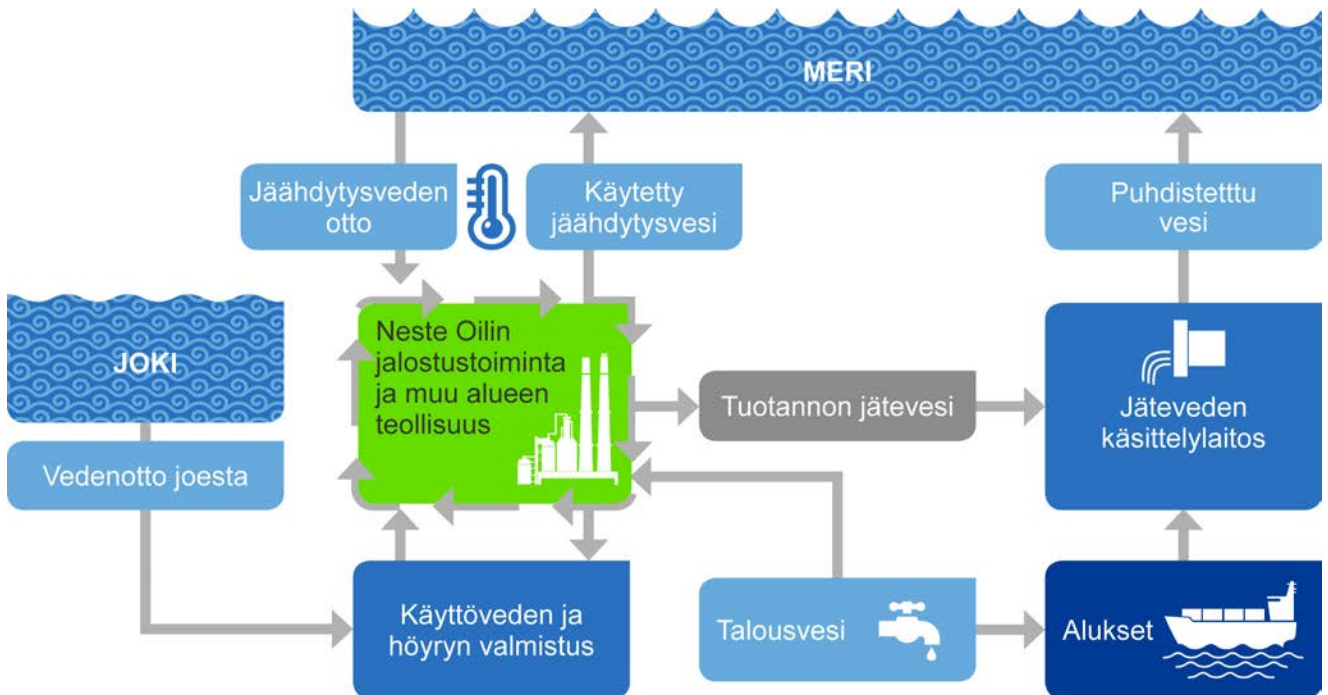 MERI
Jäähdytysveden
otto
Käytetty
jäähdytysvesi
Puhdistetttu
vesi
JOKI
Neste Oilin
jalostustoiminta
ja muu alueen
teollisuus
Tuotannon jätevesi
Jäteveden
käsittelylaitos
Vedenotto joesta
Käyttöveden ja
höyryn valmistus
Talousvesi
Alukset